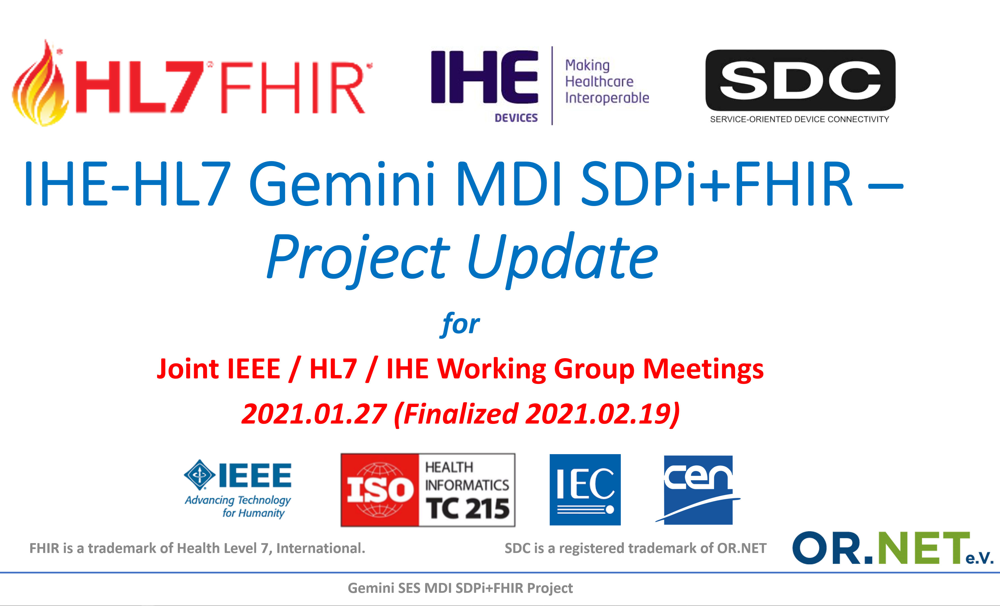 HL7® FHIR®
IHE
DEVICES
Making
Healthcare
Interoperable
SDC
SERVICE-ORIENTED DEVICE CONNECTIVITY
IHE-HL7 Gemini MDI SDPi+FHIR –
Project Update
for
Joint IEEE / HL7 / IHE Working Group Meetings
2021.01.27 (Finalized 2021.02.19)
IEEE
Advancing Technology
for Humanity
ISO
HEALTH
INFORMATICS
TC 215
IEC
cen
FHIR is a trademark of Health Level 7, International.
SDC is a registered trademark of OR.NET
OR.NET e.V.
Gemini SES MDI SDPi+FHIR Project